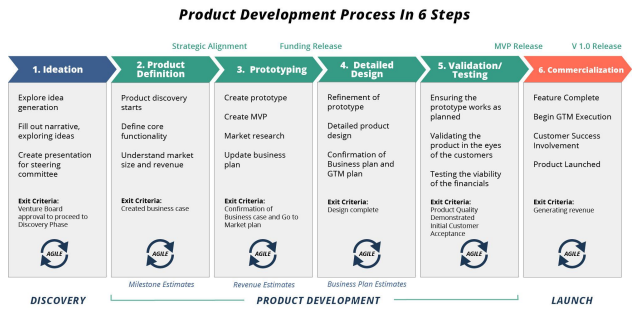 Product Development Process In 6 Steps
Strategic Alignment
Funding Release
MVP Release
V 1.0 Release
1. Ideation
Explore idea
generation
Fill out narrative,
exploring ideas
Create presentation
for steering
committee
Exit Criteria:
Venture Board
approval to proceed to
Discovery Phase
AGILE
2. Product
Definition
Product discovery
starts
Define core
functionality
Understand market
size and revenue
Exit Criteria:
Created business case
AGILE
3. Prototyping
Create prototype
Create MVP
Market research
Update business
plan
Exit Criteria:
Confirmation of
Business case and Go to
Market plan
AGILE
4. Detailed
Design
Refinement of
prototype
Detailed product
design
Confirmation of
Business plan and
GTM plan
Exit Criteria:
Design complete
AGILE
5. Validation/
Testing
Ensuring the
prototype works as
planned
Validating the
product in the eyes
of the customers
Testing the viability
of the financials
Exit Criteria:
Product Quality
Demonstrated
Initial Customer
Acceptance
AGILE
6. Commercialization
Feature Complete
Begin GTM Execution
Customer Success
Involvement
Product Launched
Exit Criteria:
Generating revenue
AGILE
Milestone Estimates
Revenue Estimates
Business Plan Estimates
DISCOVERY
PRODUCT DEVELOPMENT
LAUNCH